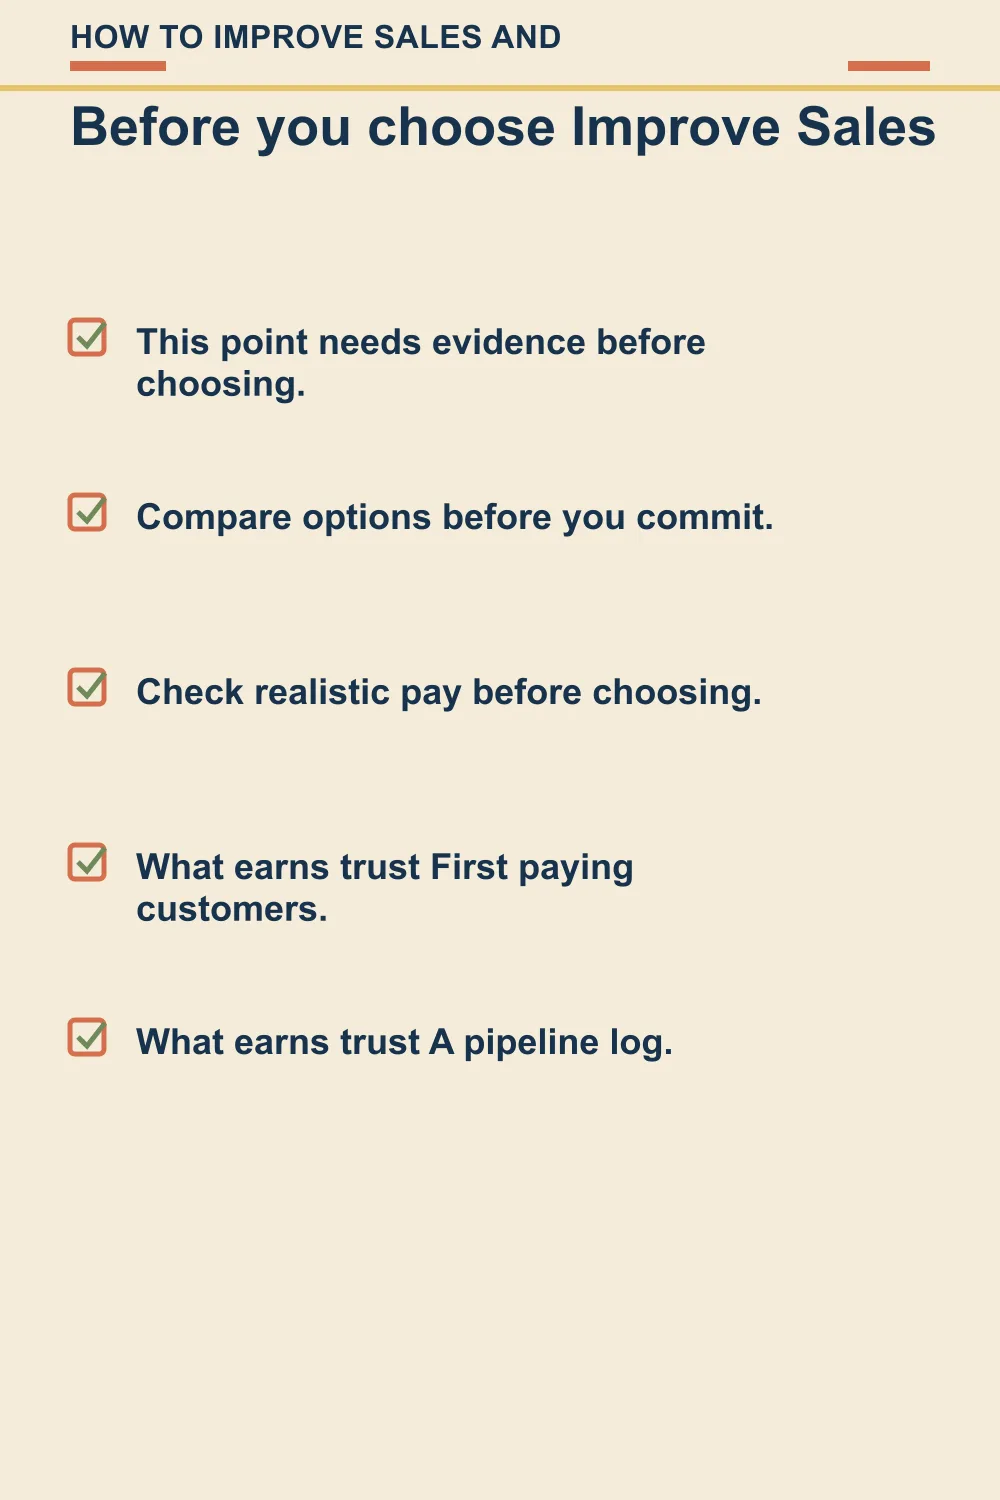 HOW TO IMPROVE SALES AND
Before you choose Improve Sales
This point needs evidence before
choosing.
Compare options before you commit.
Check realistic pay before choosing.
What earns trust First paying
customers.
What earns trust A pipeline log.